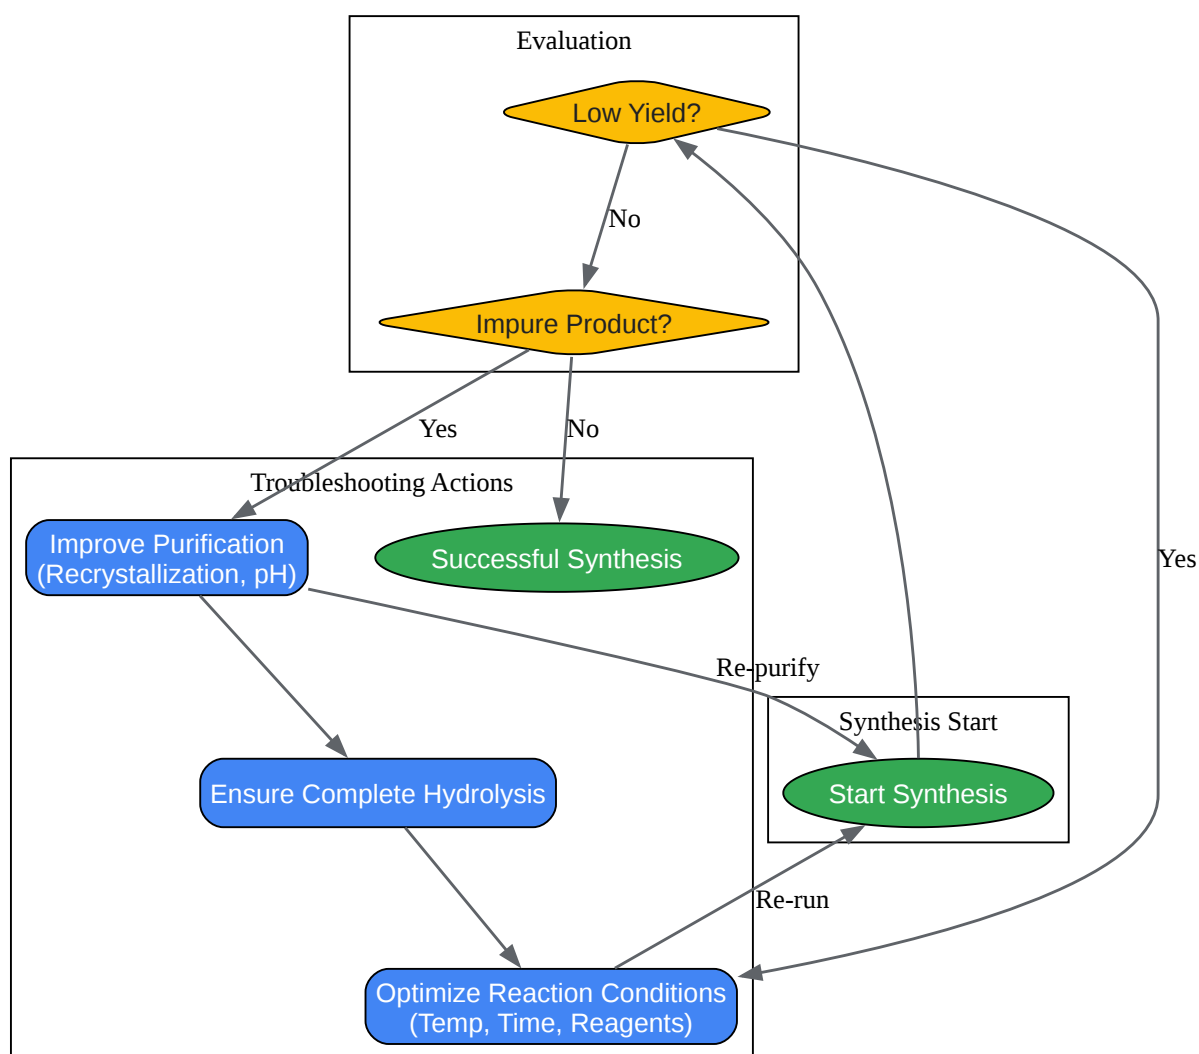 Evaluation
Low Yield?
No
Impure Product?
Yes
No
Troubleshooting Actions
Improve Purification
(Recrystallization, pH)
Successful Synthesis
Yes
Re-purify
Synthesis Start
Ensure Complete Hydrolysis
Start Synthesis
Re-run
Optimize Reaction Conditions
(Temp, Time, Reagents)